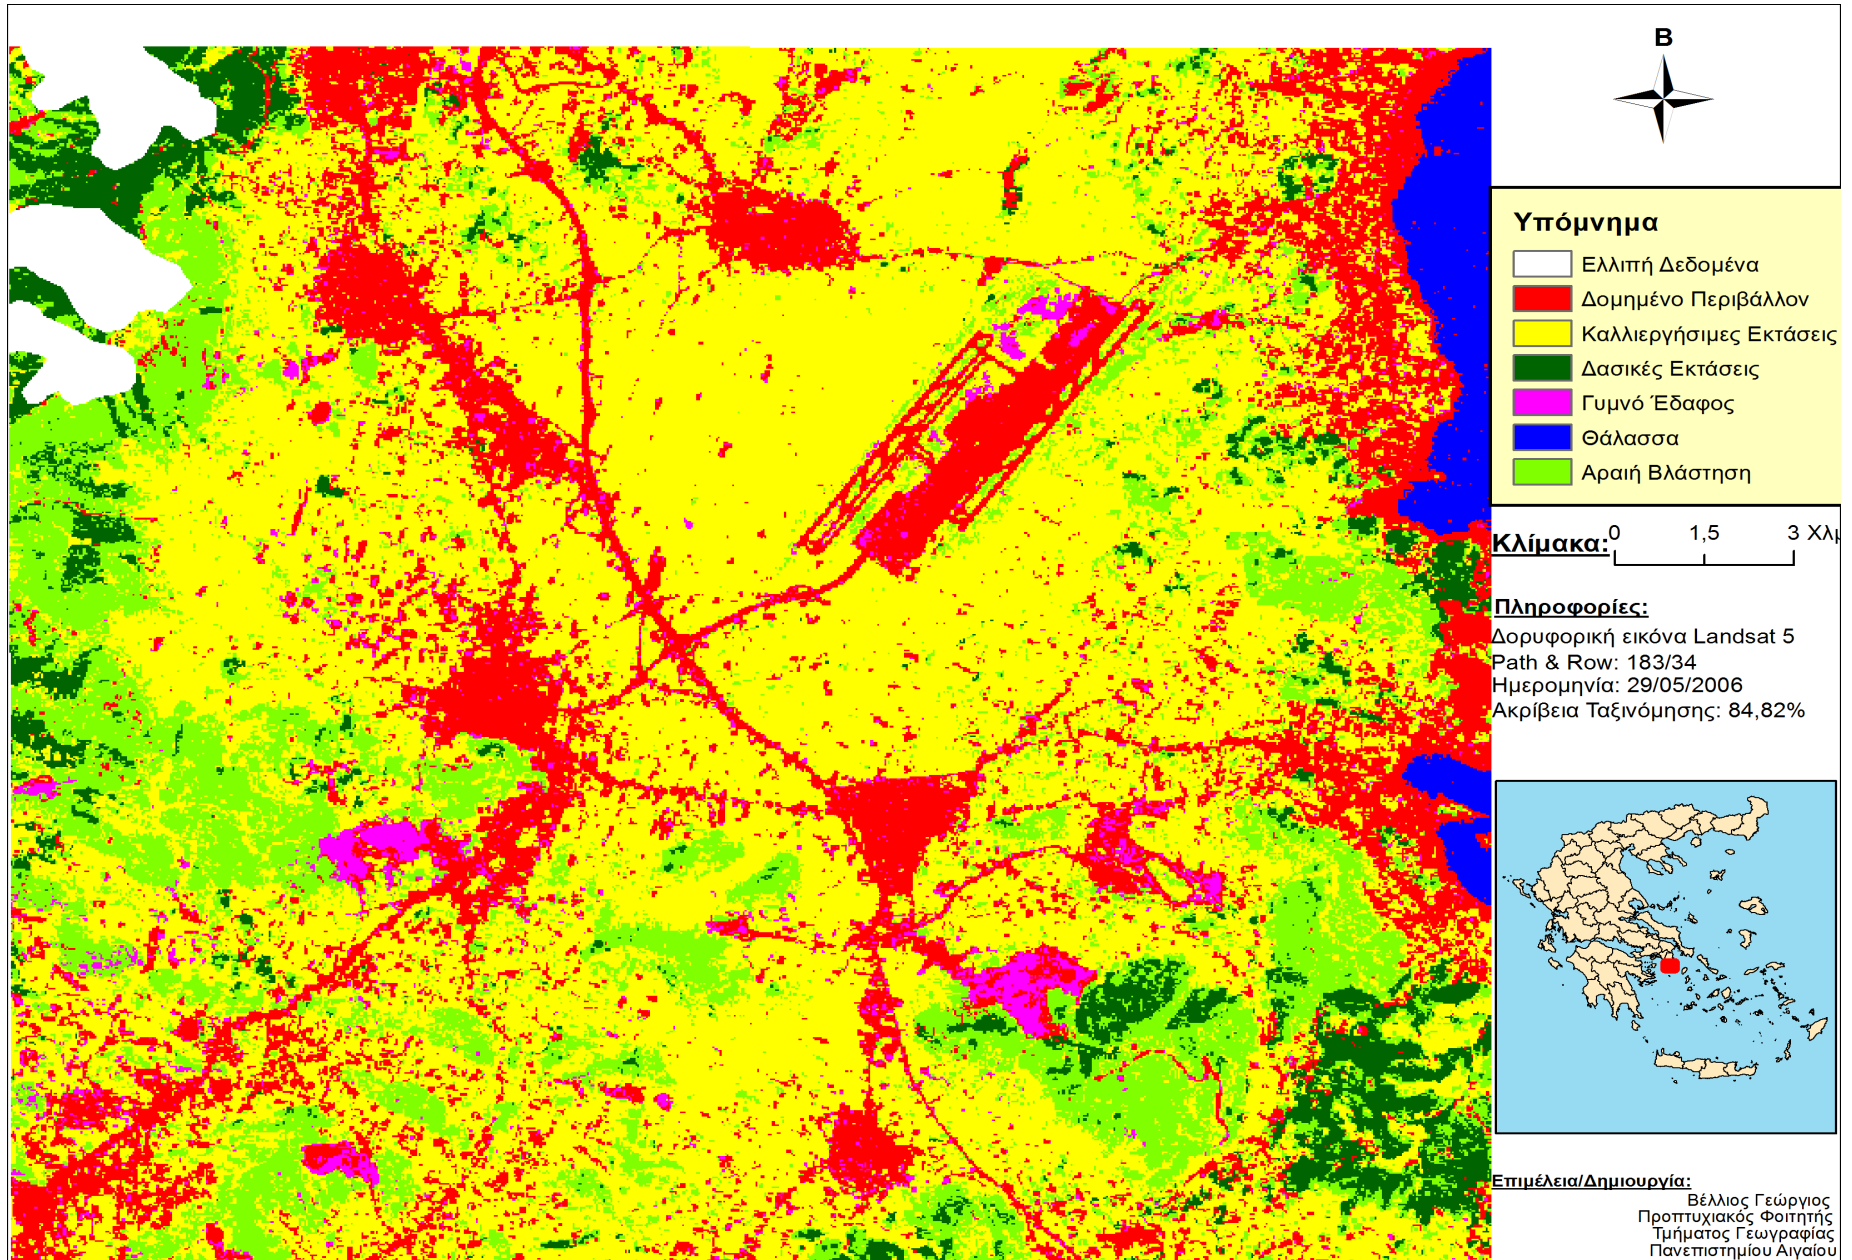 Β
Υπόμνημα
Ελλιπή Δεδομένα
Δομημένο Περιβάλλον
Καλλιεργήσιμες Εκτάσεις
Δασικές Εκτάσεις
Γυμνό Έδαφος
Θάλασσα
Αραιή Βλάστηση
Κλίμακα: 0 1,5 3 Χλμ
Πληροφορίες:
Δορυφορική εικόνα Landsat 5
Path & Row: 183/34
Ημερομηνία: 29/05/2006
Ακρίβεια Ταξινόμησης: 84,82%
Επιμέλεια/Δημιουργία:
Βέλλιος Γεώργιος
Προπτυχιακός Φοιτητής
Τμήματος Γεωγραφίας
Πανεπιστημίου Αιγαίου